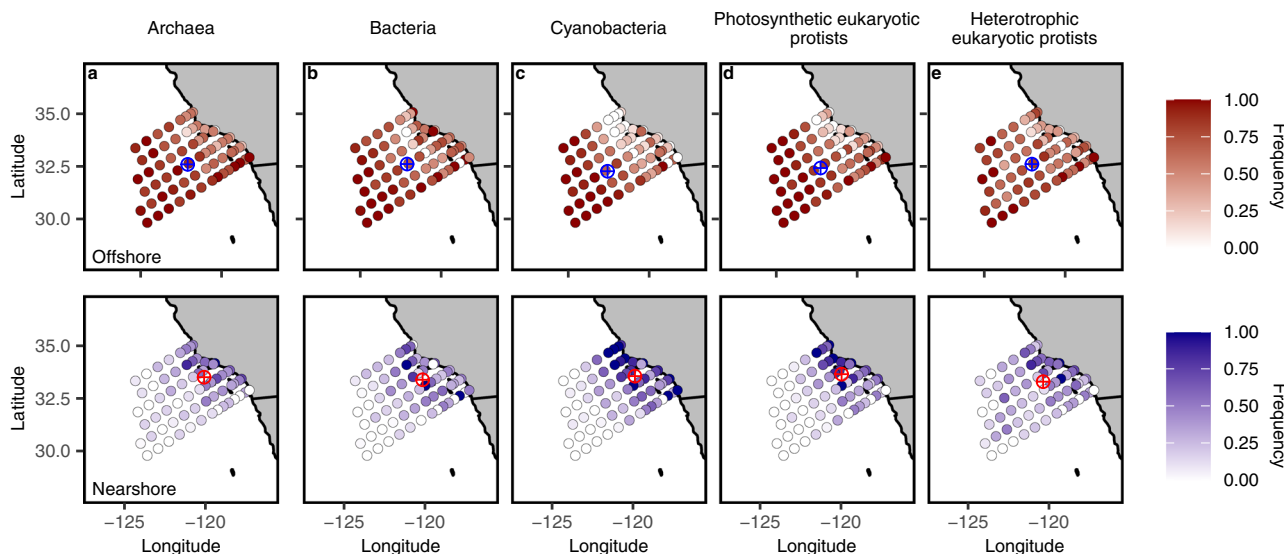 Archaea
Bacteria
Cyanobacteria
Photosynthetic eukaryotic
protists
Heterotrophic
eukaryotic protists
a
b
c
d
e
35.0
32.5
30.0
Latitude
Offshore
1.00
0.75
0.50
0.25
0.00
Frequency
35.0
32.5
30.0
Latitude
Nearshore
1.00
0.75
0.50
0.25
0.00
Frequency
−125 −120 −125 −120 −125 −120 −125 −120 −125 −120
Longitude Longitude Longitude Longitude Longitude